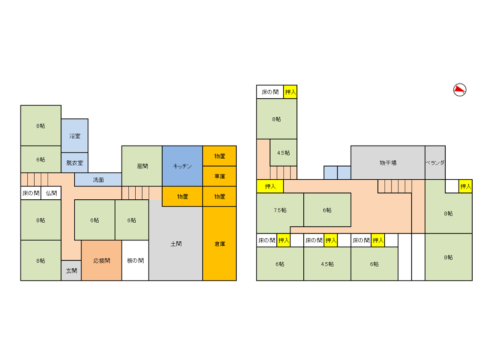 8帖
浴室
6帖
脱衣室
洗面
居間
キッチン
物置
車庫
物置
物置
床の間
仏間
8帖
6帖
6帖
土間
倉庫
8帖
玄関
応接間
板の間
床の間
押入
8帖
4.5帖
物干場
ベランダ
押入
押入
7.5帖
6帖
8帖
床の間
押入
床の間
押入
床の間
押入
6帖
4.5帖
6帖
8帖